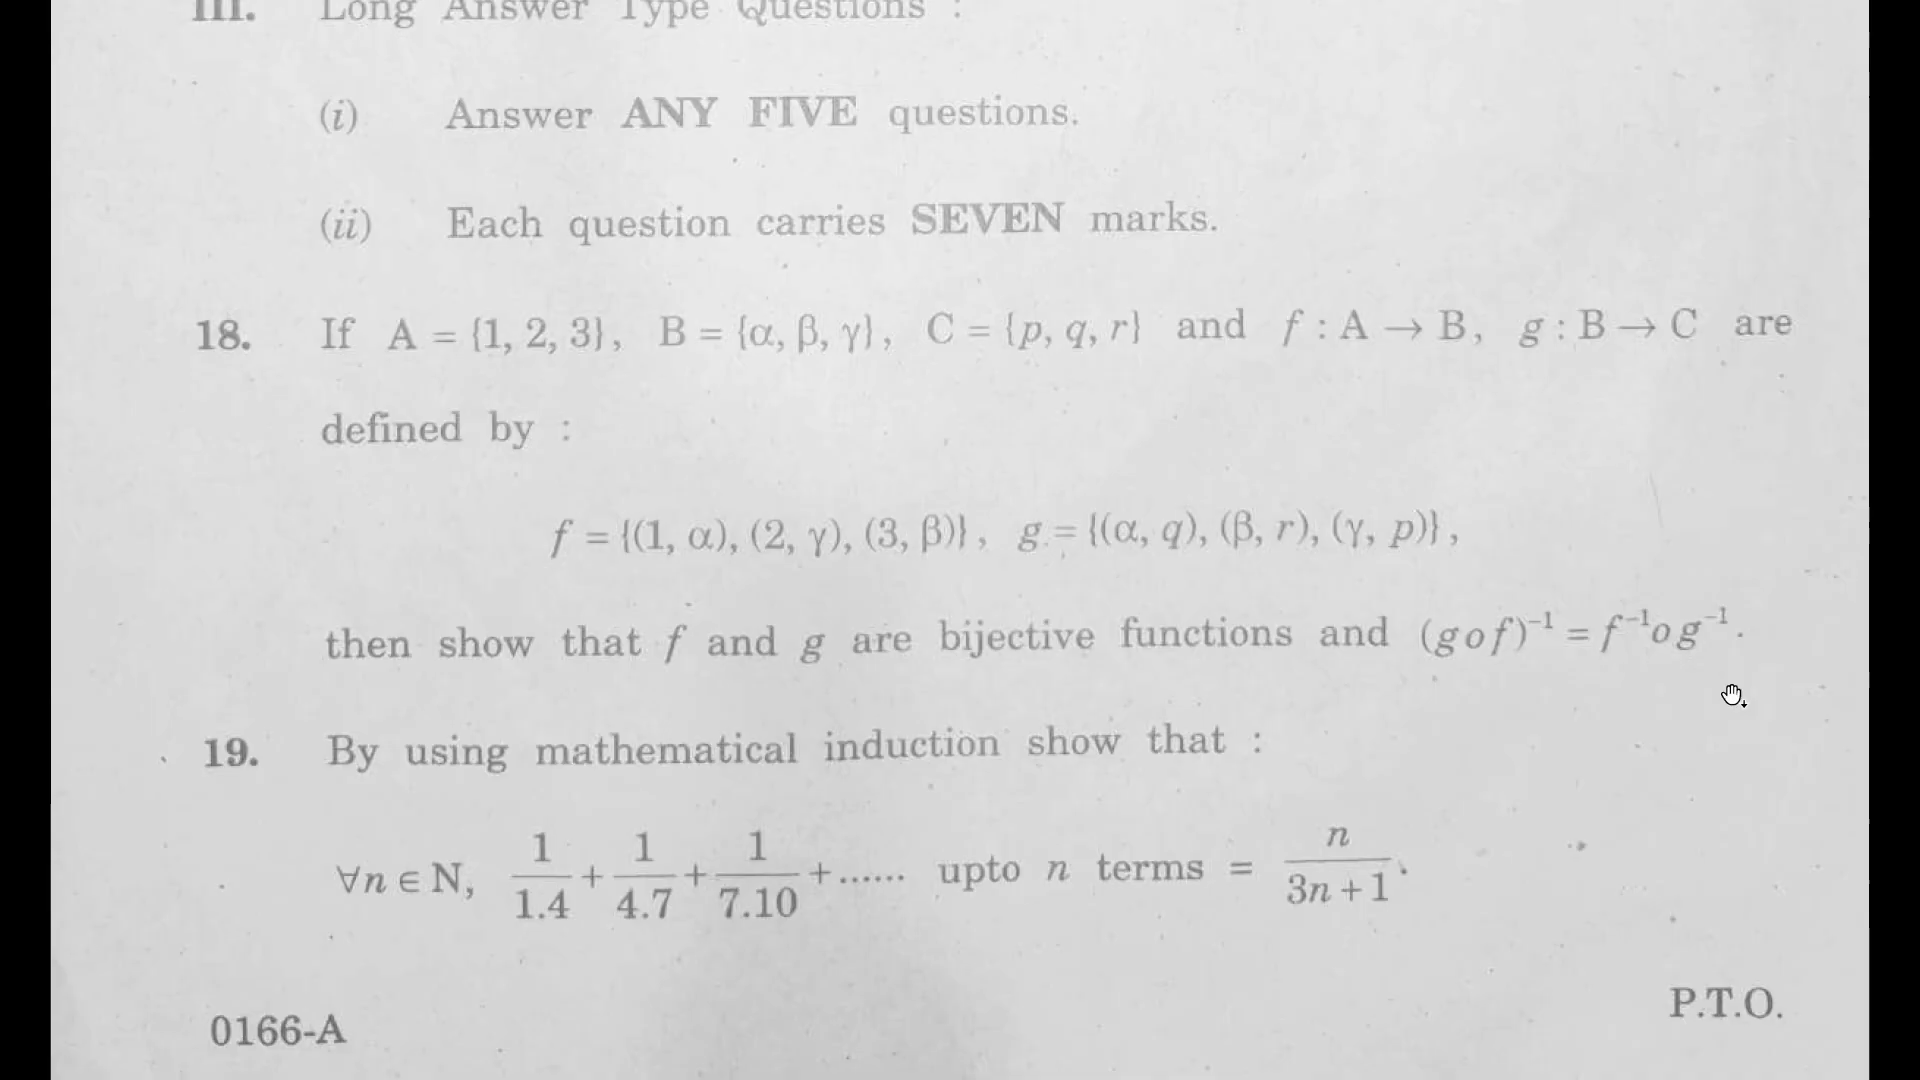 III. Long Answer Type Questions :
(i) Answer ANY FIVE questions.
(ii) Each question carries SEVEN marks.
18. If A = {1, 2, 3}, B = {α, β, γ}, C = {p, q, r} and f : A → B, g : B → C are
defined by :
f = {(1, α), (2, γ), (3, β)}, g = {(α, q), (β, r), (γ, p)},
then show that f and g are bijective functions and (gof)⁻¹ = f⁻¹og⁻¹.
19. By using mathematical induction show that :
∀n ∈ N, 1/1.4 + 1/4.7 + 1/7.10 + ...... upto n terms = n/3n+1.
0166-A P.T.O.